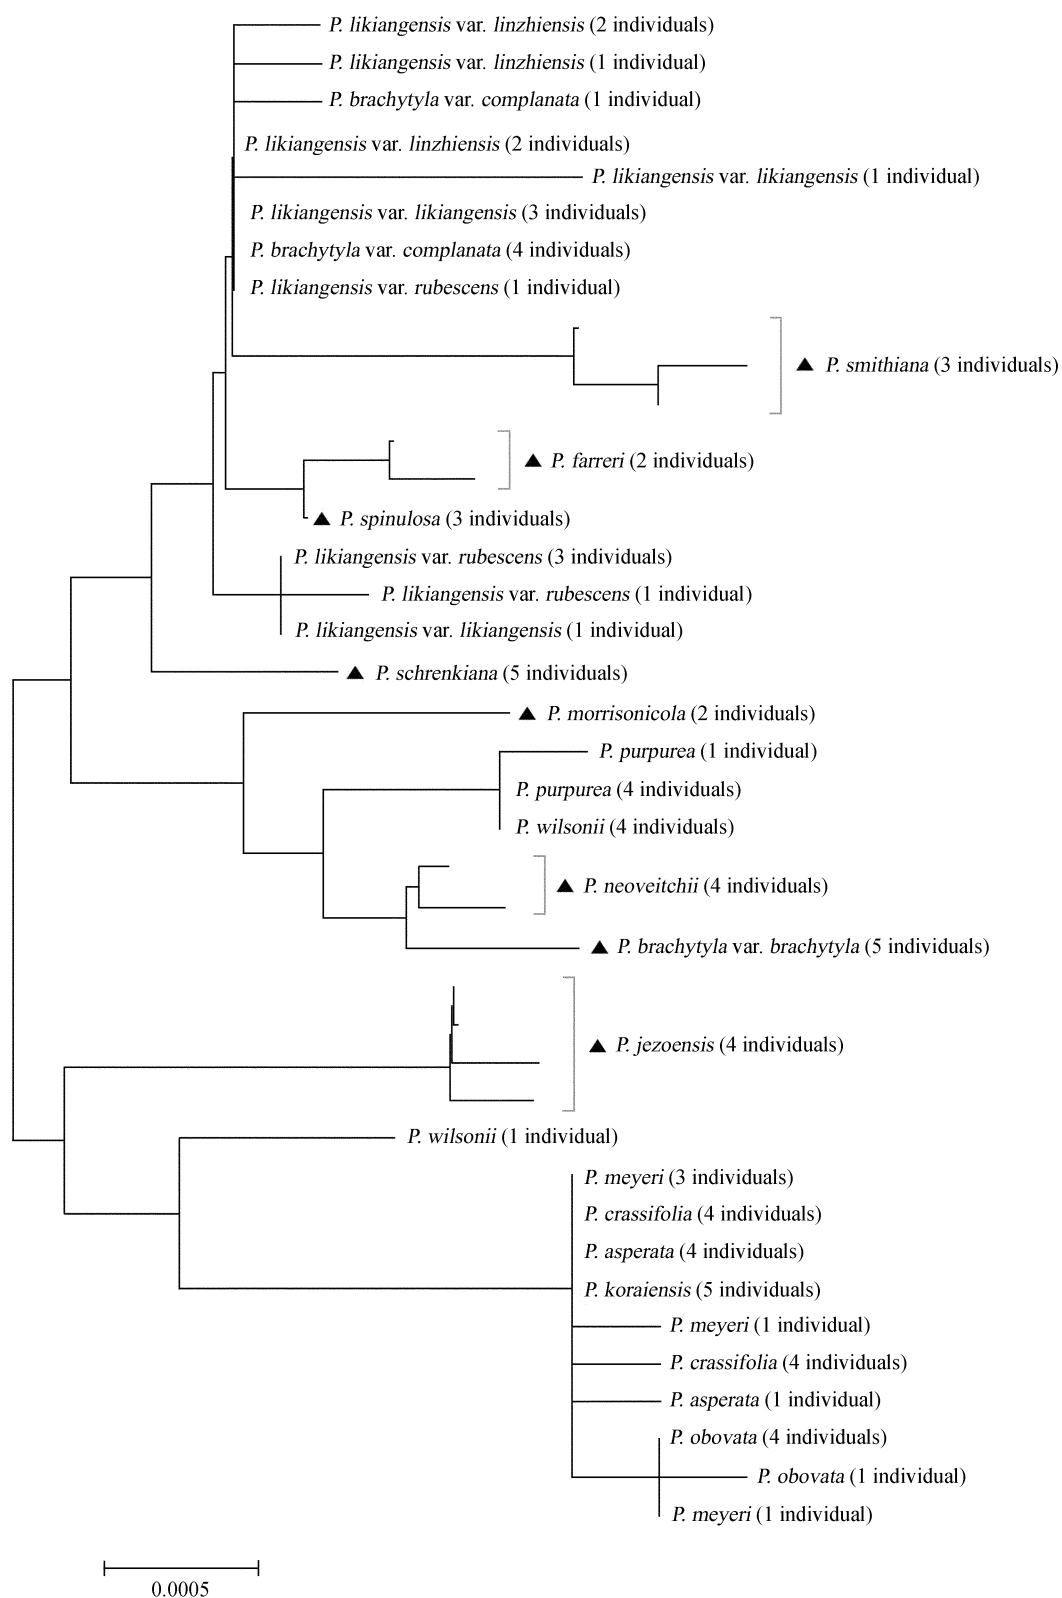 P. likiangensis var. linzhiensis (2 individuals)
P. likiangensis var. linzhiensis (1 individual)
P. brachytyla var. complanata (1 individual)
P. likiangensis var. linzhiensis (2 individuals)
P. likiangensis var. likiangensis (1 individual)
P. likiangensis var. likiangensis (3 individuals)
P. brachytyla var. complanata (4 individuals)
P. likiangensis var. rubescens (1 individual)
P. smithiana (3 individuals)
P. farreri (2 individuals)
P. spinulosa (3 individuals)
P. likiangensis var. rubescens (3 individuals)
P. likiangensis var. rubescens (1 individual)
P. likiangensis var. likiangensis (1 individual)
P. schrenkiana (5 individuals)
P. morrisonicola (2 individuals)
P. purpurea (1 individual)
P. purpurea (4 individuals)
P. wilsonii (4 individuals)
P. neoveitchii (4 individuals)
P. brachytyla var. brachytyla (5 individuals)
P. jezoensis (4 individuals)
P. wilsonii (1 individual)
P. meyeri (3 individuals)
P. crassifolia (4 individuals)
P. asperata (4 individuals)
P. koraiensis (5 individuals)
P. meyeri (1 individual)
P. crassifolia (4 individuals)
P. asperata (1 individual)
P. obovata (4 individuals)
P. obovata (1 individual)
P. meyeri (1 individual)
0.0005